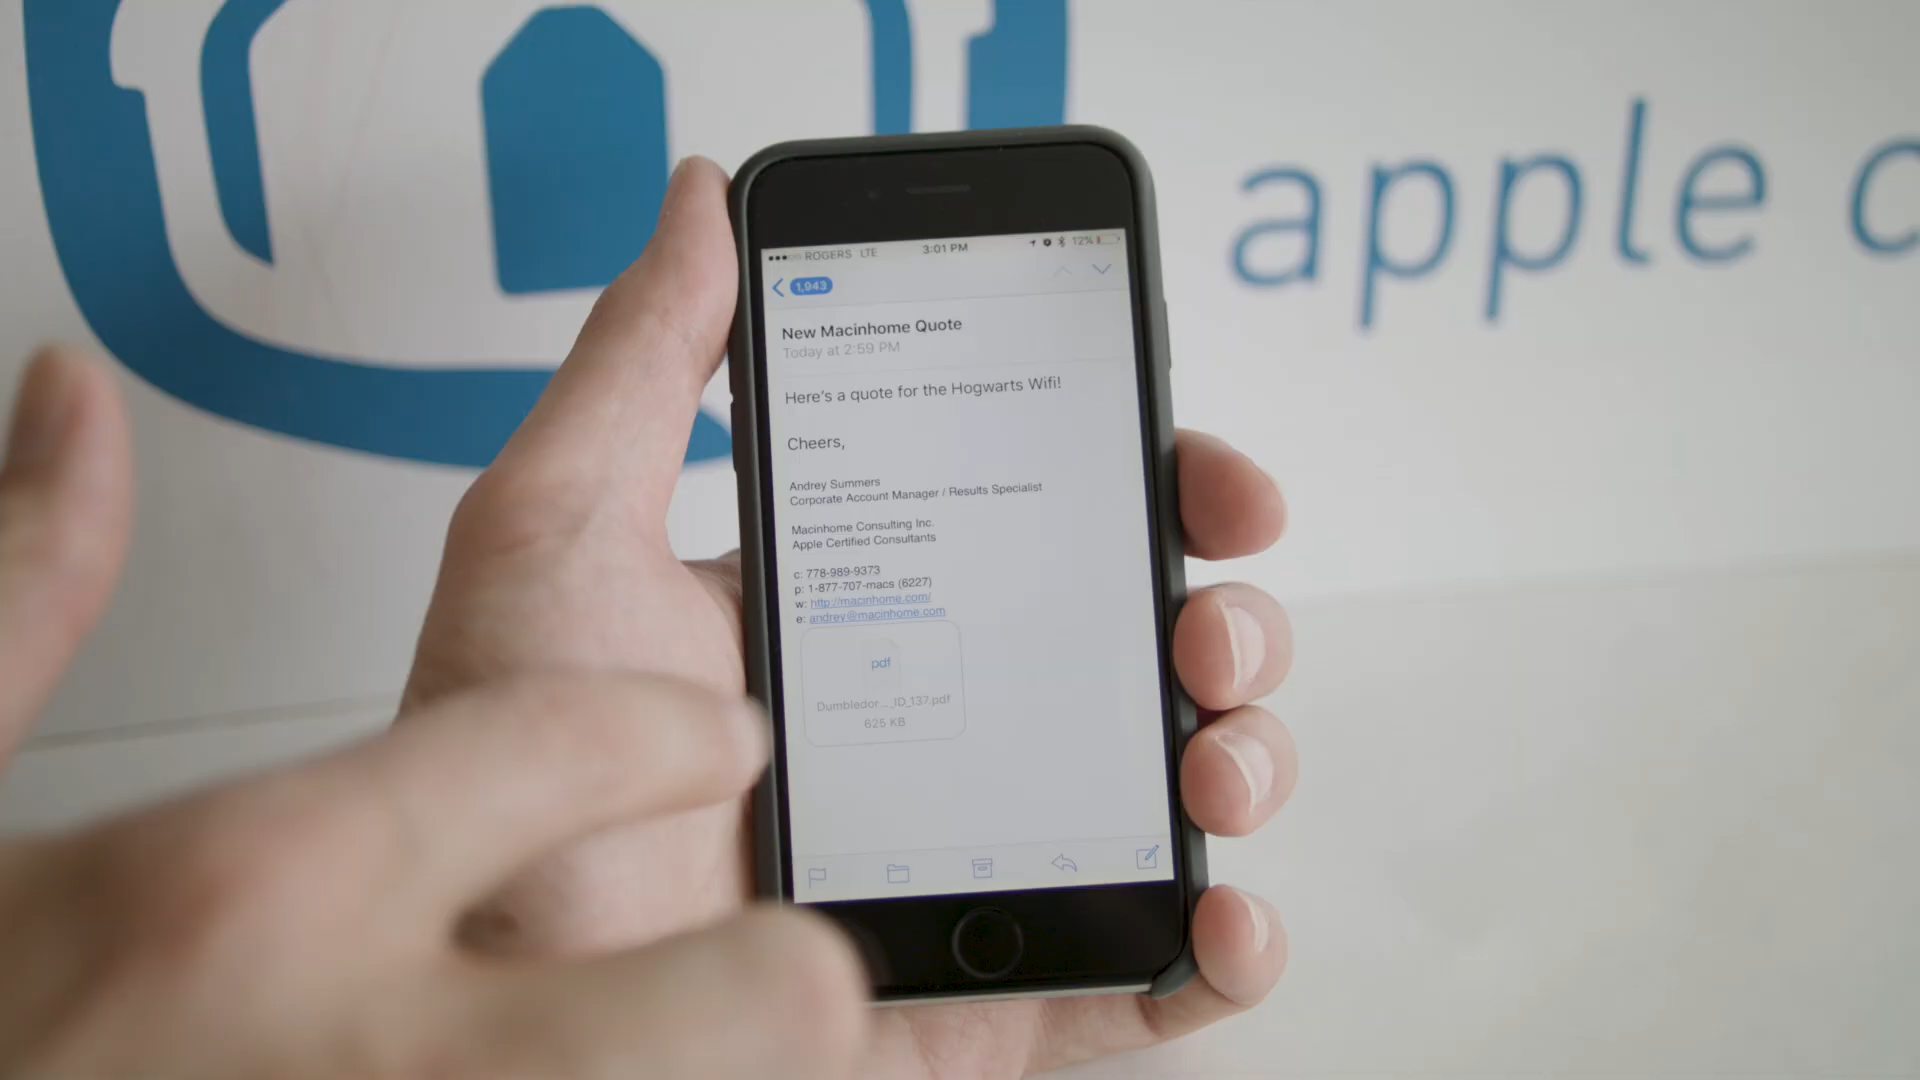 apple c
ROGERS LTE 3:01 PM 12%
1,943
New Macinhome Quote
Today at 2:59 PM
Here's a quote for the Hogwarts Wifi!
Cheers,
Andrey Summers
Corporate Account Manager / Results Specialist
Macinhome Consulting Inc.
Apple Certified Consultants
c: 778-989-9373
p: 1-877-707-macs (6227)
w: http://macinhome.com/
e: andrey@macinhome.com
pdf
Dumbledor..._ID_137.pdf
625 KB